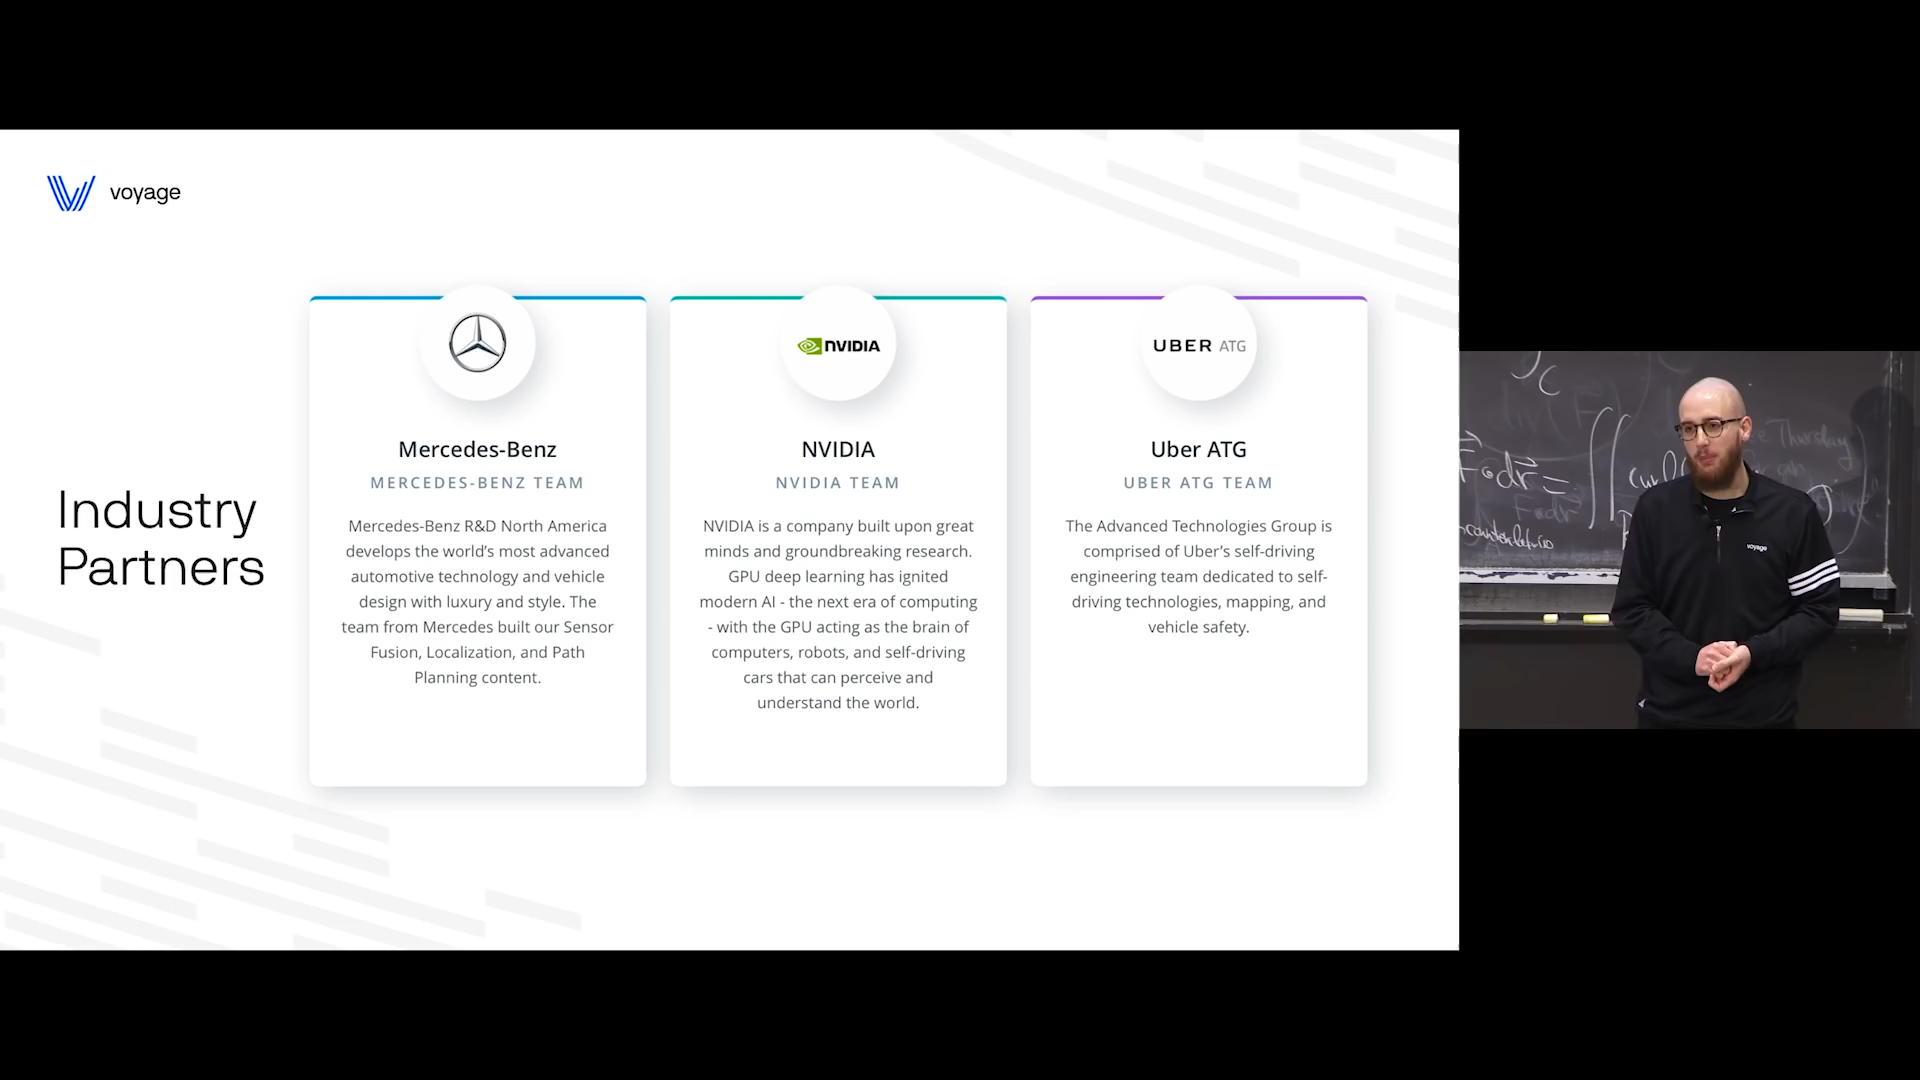 voyage
Industry
Partners
NVIDIA
UBER ATG
Mercedes-Benz
MERCEDES-BENZ TEAM
Mercedes-Benz R&D North America
develops the world’s most advanced
automotive technology and vehicle
design with luxury and style. The
team from Mercedes built our Sensor
Fusion, Localization, and Path
Planning content.
NVIDIA
NVIDIA TEAM
NVIDIA is a company built upon great
minds and groundbreaking research.
GPU deep learning has ignited
modern AI - the next era of computing
- with the GPU acting as the brain of
computers, robots, and self-driving
cars that can perceive and
understand the world.
Uber ATG
UBER ATG TEAM
The Advanced Technologies Group is
comprised of Uber’s self-driving
engineering team dedicated to self-
driving technologies, mapping, and
vehicle safety.
Thursday
voyage